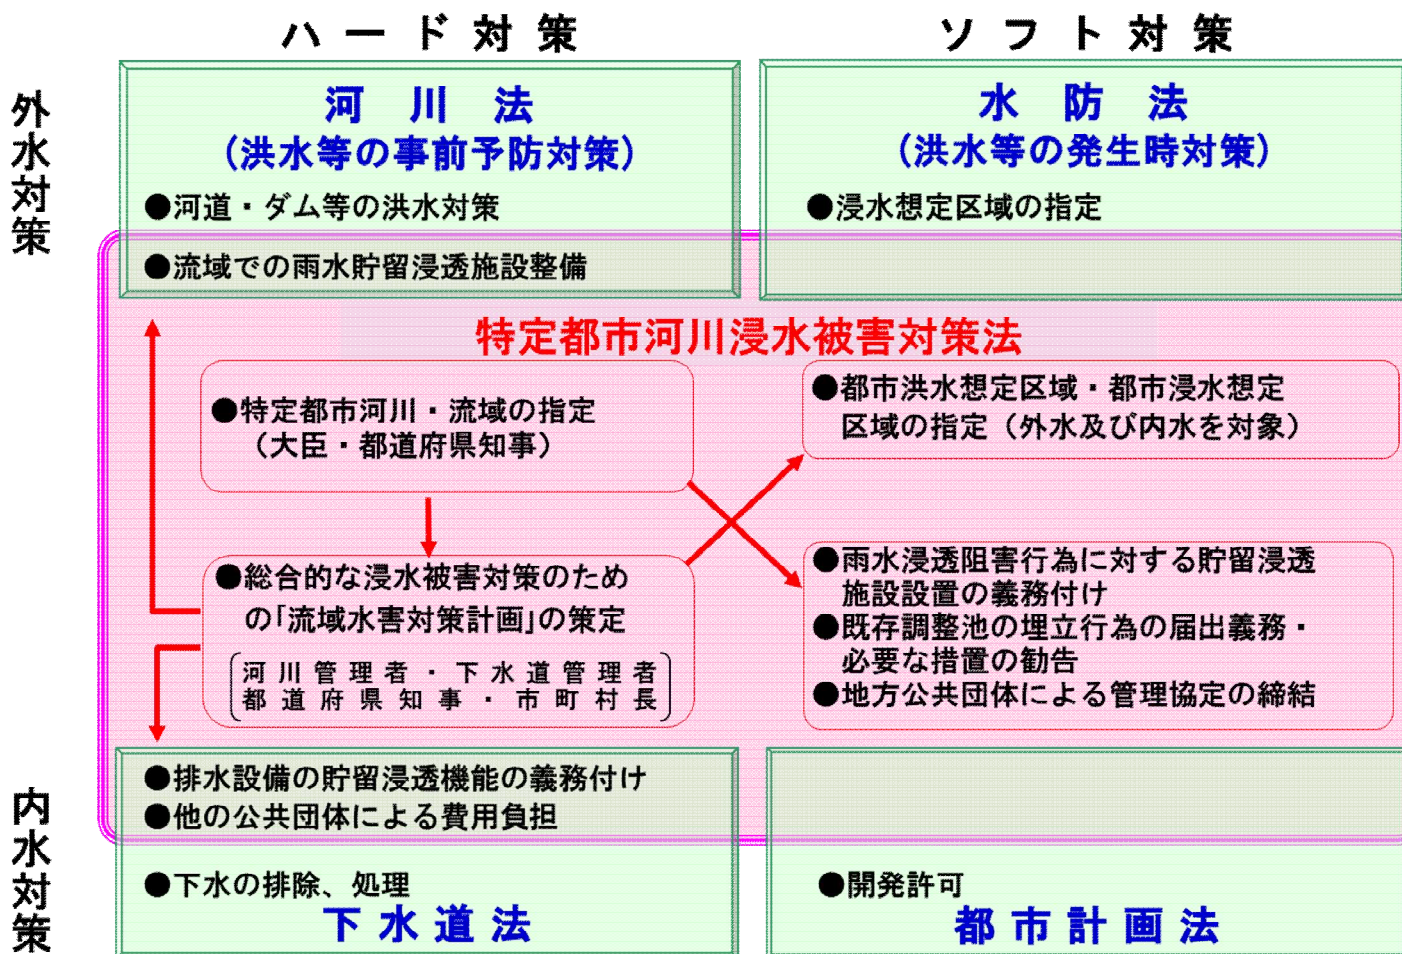 ハード対策
ソフト対策
外水対策
河川法
（洪水等の事前予防対策）
●河道・ダム等の洪水対策
●流域での雨水貯留浸透施設整備
水防法
（洪水等の発生時対策）
●浸水想定区域の指定
特定都市河川浸水被害対策法
●特定都市河川・流域の指定
（大臣・都道府県知事）
●都市洪水想定区域・都市浸水想定
区域の指定（外水及び内水を対象）
●総合的な浸水被害対策のため
の「流域水害対策計画」の策定
河川管理者・下水道管理者
都道府県知事・市町村長
●雨水浸透阻害行為に対する貯留浸透
施設設置の義務付け
●既存調整池の埋立行為の届出義務・
必要な措置の勧告
●地方公共団体による管理協定の締結
内水対策
●排水設備の貯留浸透機能の義務付け
●他の公共団体による費用負担
●下水の排除、処理
下水道法
●開発許可
都市計画法